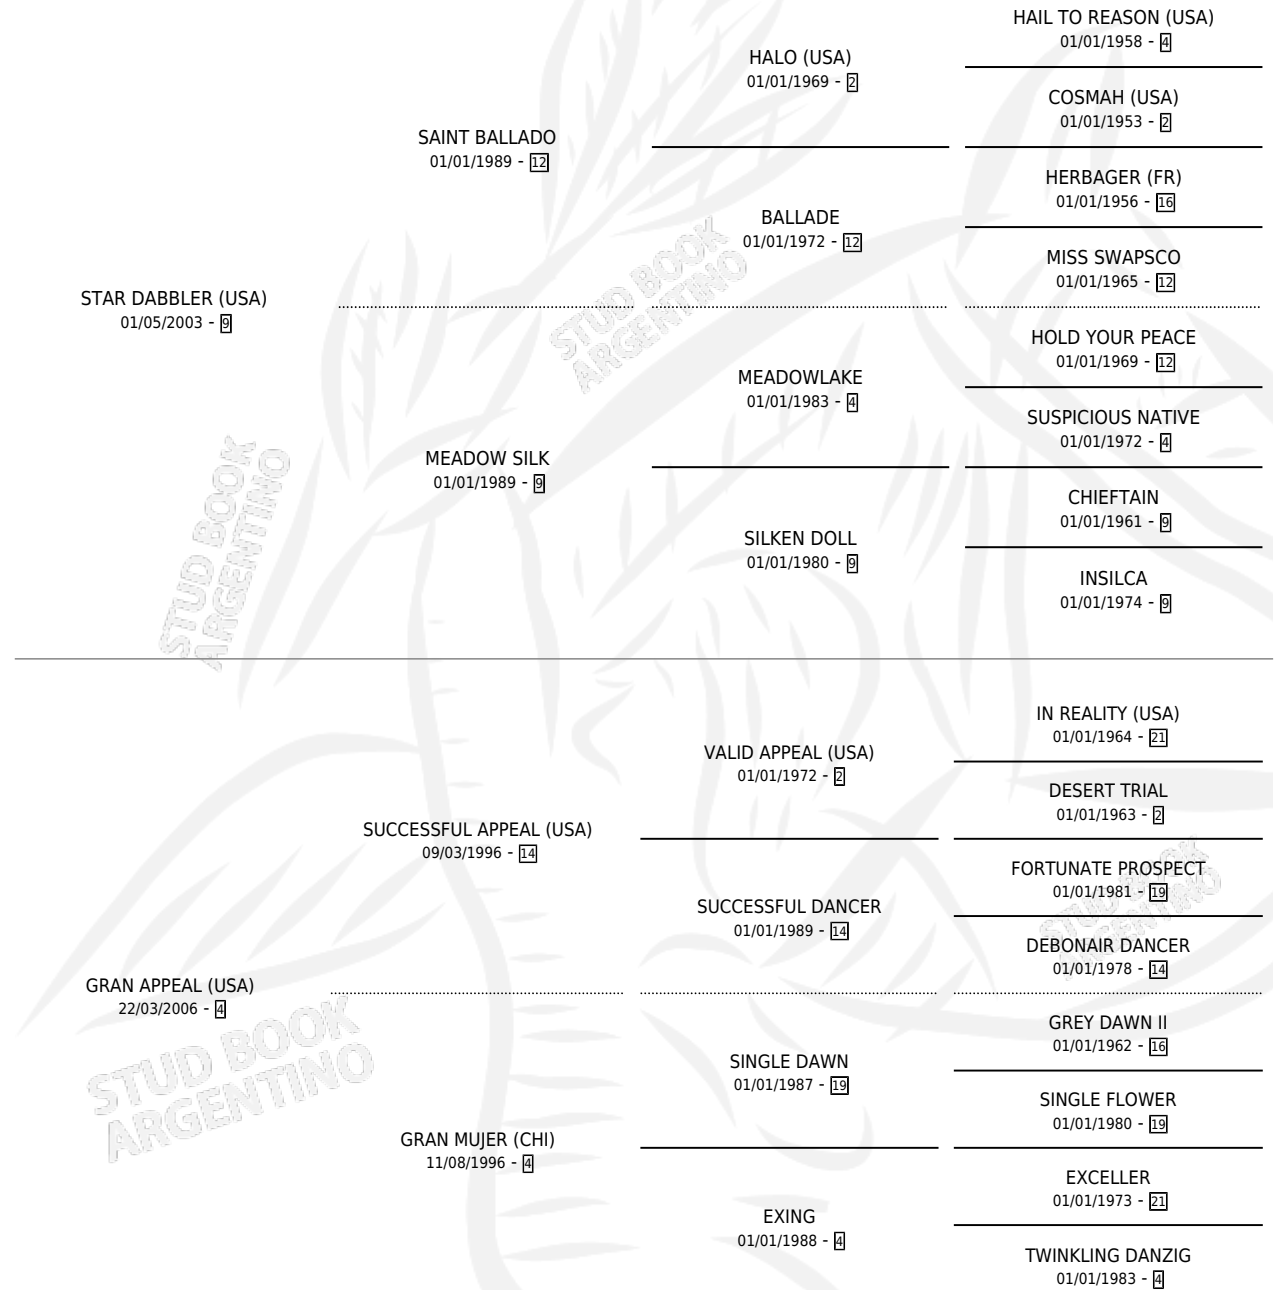 HAIL TO REASON (USA)
01/01/1958 - 4
HALO (USA)
01/01/1969 - 2
COSMAH (USA)
01/01/1953 - 2
SAINT BALLADO
01/01/1989 - 12
HERBAGER (FR)
01/01/1956 - 16
BALLADE
01/01/1972 - 12
MISS SWAPSCO
01/01/1965 - 12
STAR DABBLER (USA)
01/05/2003 - 9
HOLD YOUR PEACE
01/01/1969 - 12
MEADOWLAKE
01/01/1983 - 4
SUSPICIOUS NATIVE
01/01/1972 - 4
MEADOW SILK
01/01/1989 - 9
CHIEFTAIN
01/01/1961 - 9
SILKEN DOLL
01/01/1980 - 9
INSILCA
01/01/1974 - 9
IN REALITY (USA)
01/01/1964 - 21
VALID APPEAL (USA)
01/01/1972 - 2
DESERT TRIAL
01/01/1963 - 2
SUCCESSFUL APPEAL (USA)
09/03/1996 - 14
FORTUNATE PROSPECT
01/01/1981 - 19
SUCCESSFUL DANCER
01/01/1989 - 14
DEBONAIR DANCER
01/01/1978 - 14
GRAN APPEAL (USA)
22/03/2006 - 4
GREY DAWN II
01/01/1962 - 16
SINGLE DAWN
01/01/1987 - 19
SINGLE FLOWER
01/01/1980 - 19
GRAN MUJER (CHI)
11/08/1996 - 4
EXCELLER
01/01/1973 - 21
EXING
01/01/1988 - 4
TWINKLING DANZIG
01/01/1983 - 4
STUD BOOK
ARGENTINO
STUD BOOK
ARGENTINO
STUD BOOK
ARGENTINO
STUD BOOK
ARGENTINO